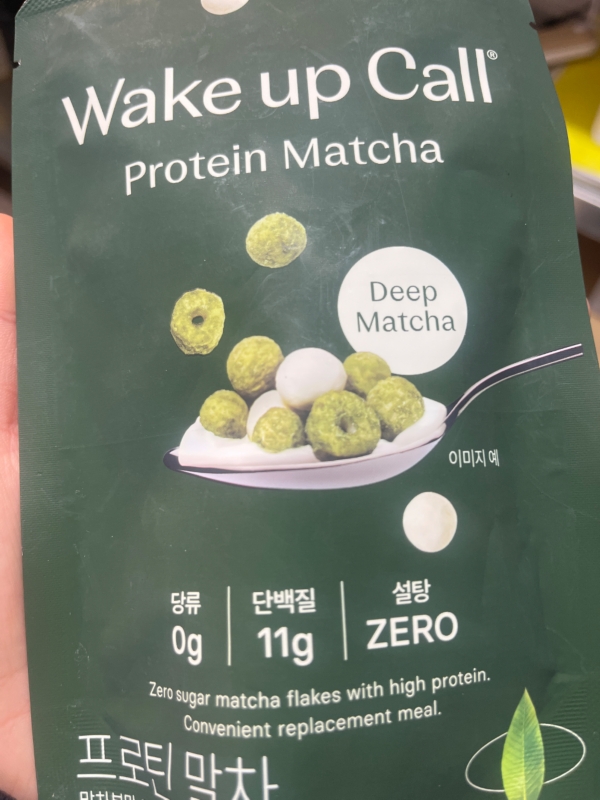 Wake up Call®
Protein Matcha
Deep
Matcha
이미지 예
당류
0g
단백질
11g
설탕
ZERO
Zero sugar matcha flakes with high protein.
Convenient replacement meal.
프로틴 말차